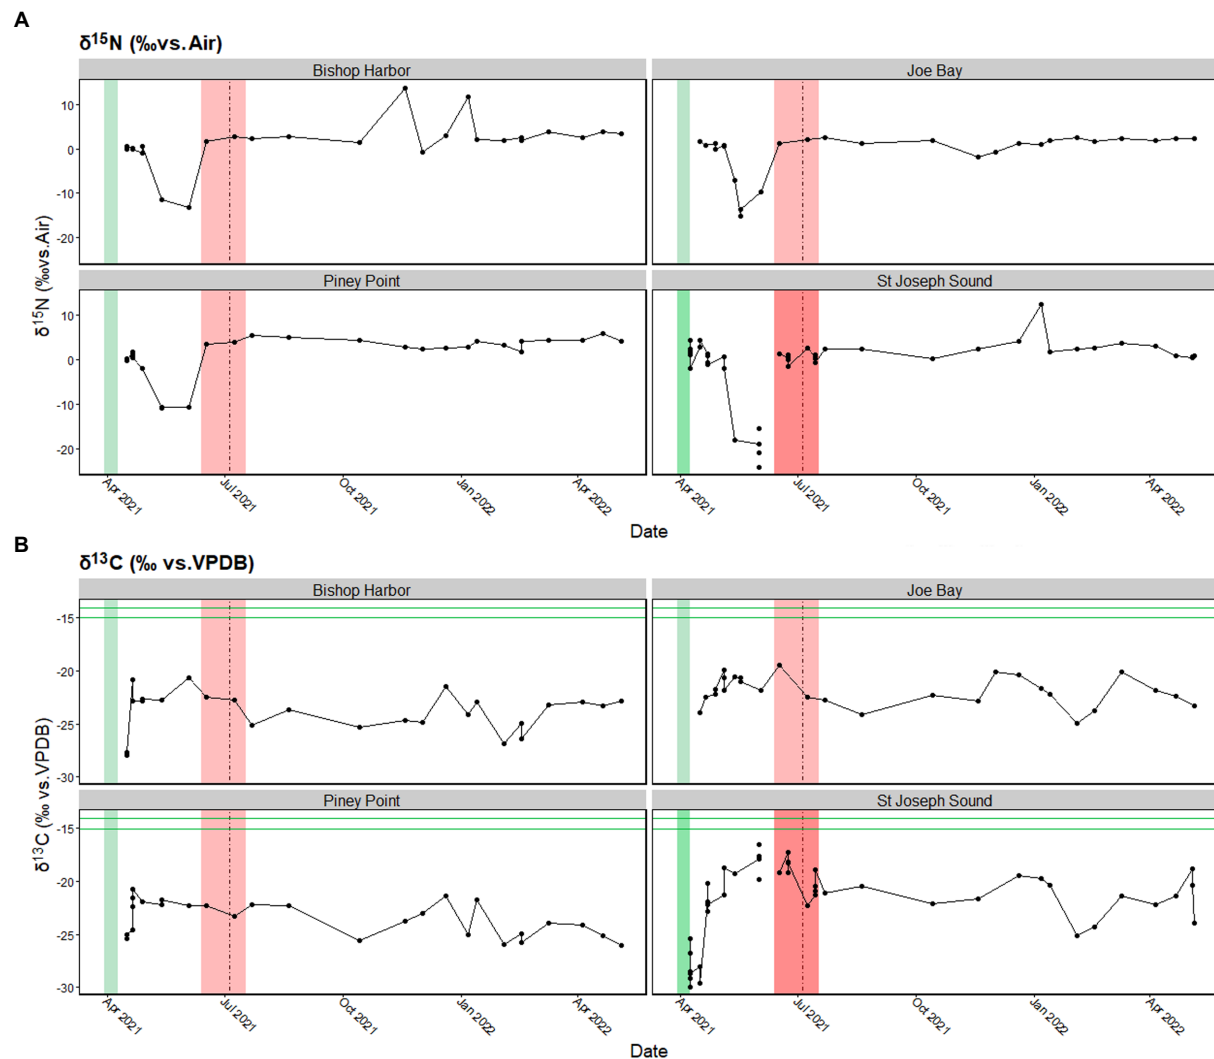 A
δ¹⁵N (‰vs.Air)
Bishop Harbor
Joe Bay
10
0
-10
-20
δ¹⁵N (‰vs.Air)
Piney Point
St Joseph Sound
10
0
-10
-20
Apr 2021
Jul 2021
Oct 2021
Jan 2022
Apr 2022
Apr 2021
Jul 2021
Oct 2021
Jan 2022
Apr 2022
Date
B
δ¹³C (‰ vs.VPDB)
Bishop Harbor
Joe Bay
-15
-20
-25
-30
δ¹³C (‰ vs.VPDB)
Piney Point
St Joseph Sound
-15
-20
-25
-30
Apr 2021
Jul 2021
Oct 2021
Jan 2022
Apr 2022
Apr 2021
Jul 2021
Oct 2021
Jan 2022
Apr 2022
Date